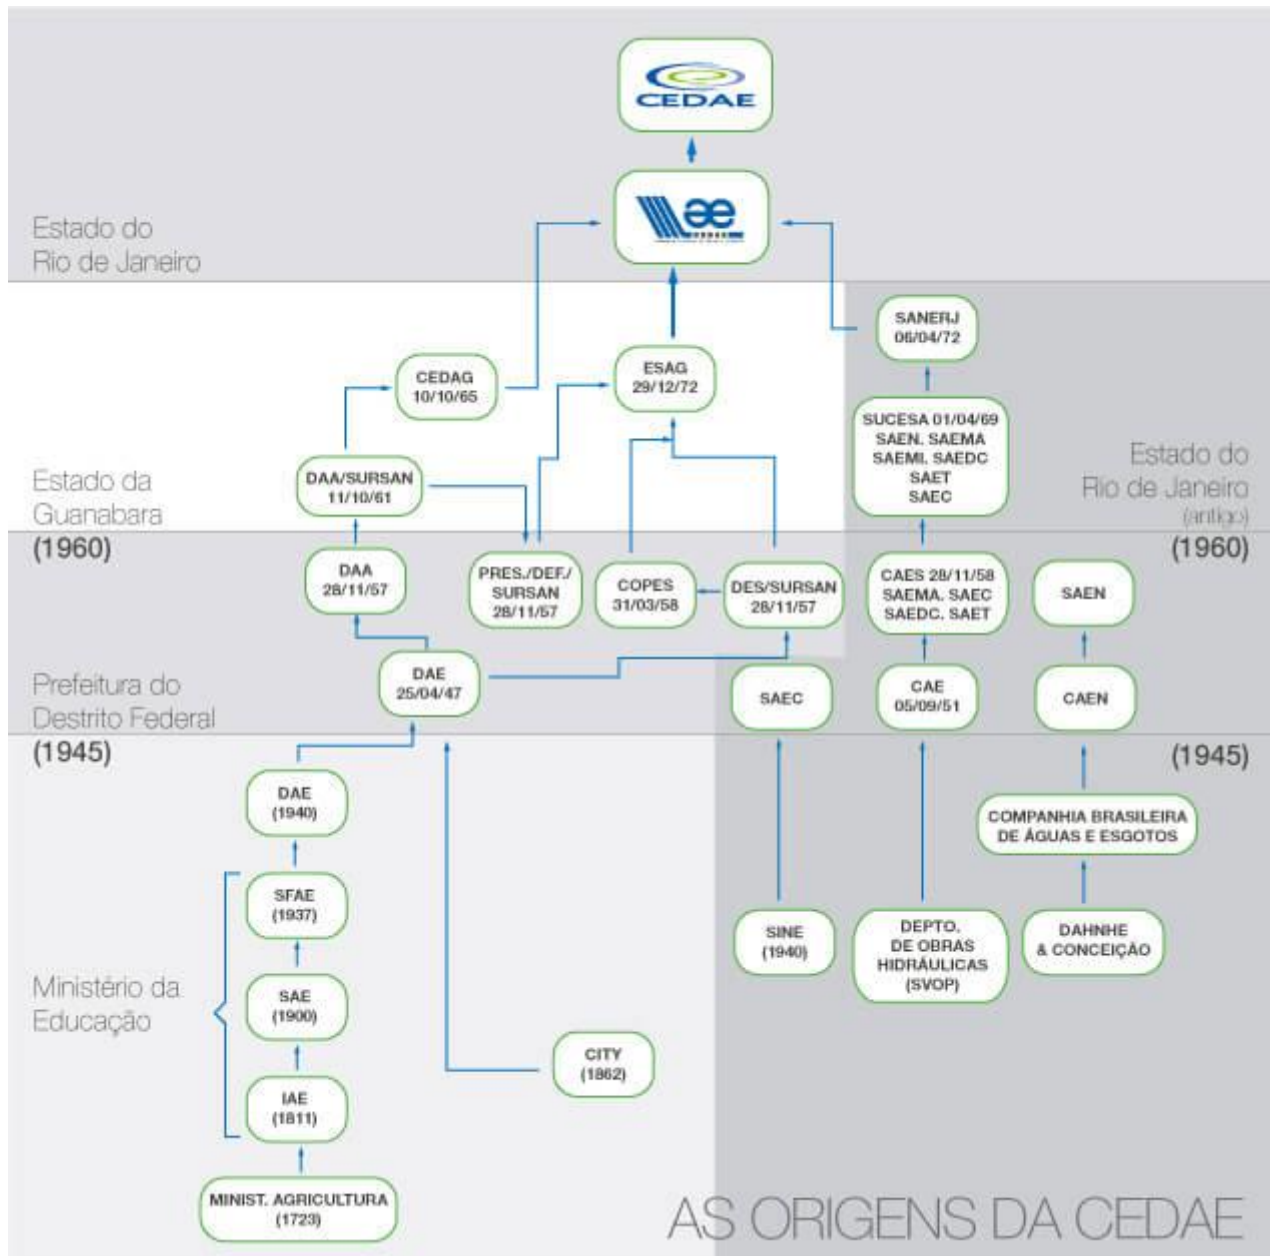 CEDAE
Estado do
Rio de Janeiro
SANERJ
06/04/72
CEDAG
10/10/65
ESAG
29/12/72
SUCESA 01/04/69
SAEN. SAEMA
SAEMI. SAEDC
SAET
SAEC
DAA/SURSAN
11/10/61
Estado da
Guanabara
(1960)
Estado do
Rio de Janeiro
(antigo)
(1960)
DAA
28/11/57
PRES./DEF./
SURSAN
28/11/57
COPES
31/03/58
DES/SURSAN
28/11/57
CAES 28/11/58
SAEMA. SAEC
SAEDC. SAET
SAEN
DAE
25/04/47
SAEC
CAE
05/09/51
CAEN
Prefeitura do
Destrito Federal
(1945)
(1945)
DAE
(1940)
COMPANHIA BRASILEIRA
DE ÁGUAS E ESGOTOS
SFAE
(1937)
SINE
(1940)
DEPTO.
DE OBRAS
HIDRÁULICAS
(SVOP)
DAHNHE
& CONCEIÇÃO
Ministério da
Educação
SAE
(1900)
CITY
(1862)
IAE
(1811)
MINIST. AGRICULTURA
(1723)
AS ORIGENS DA CEDAE